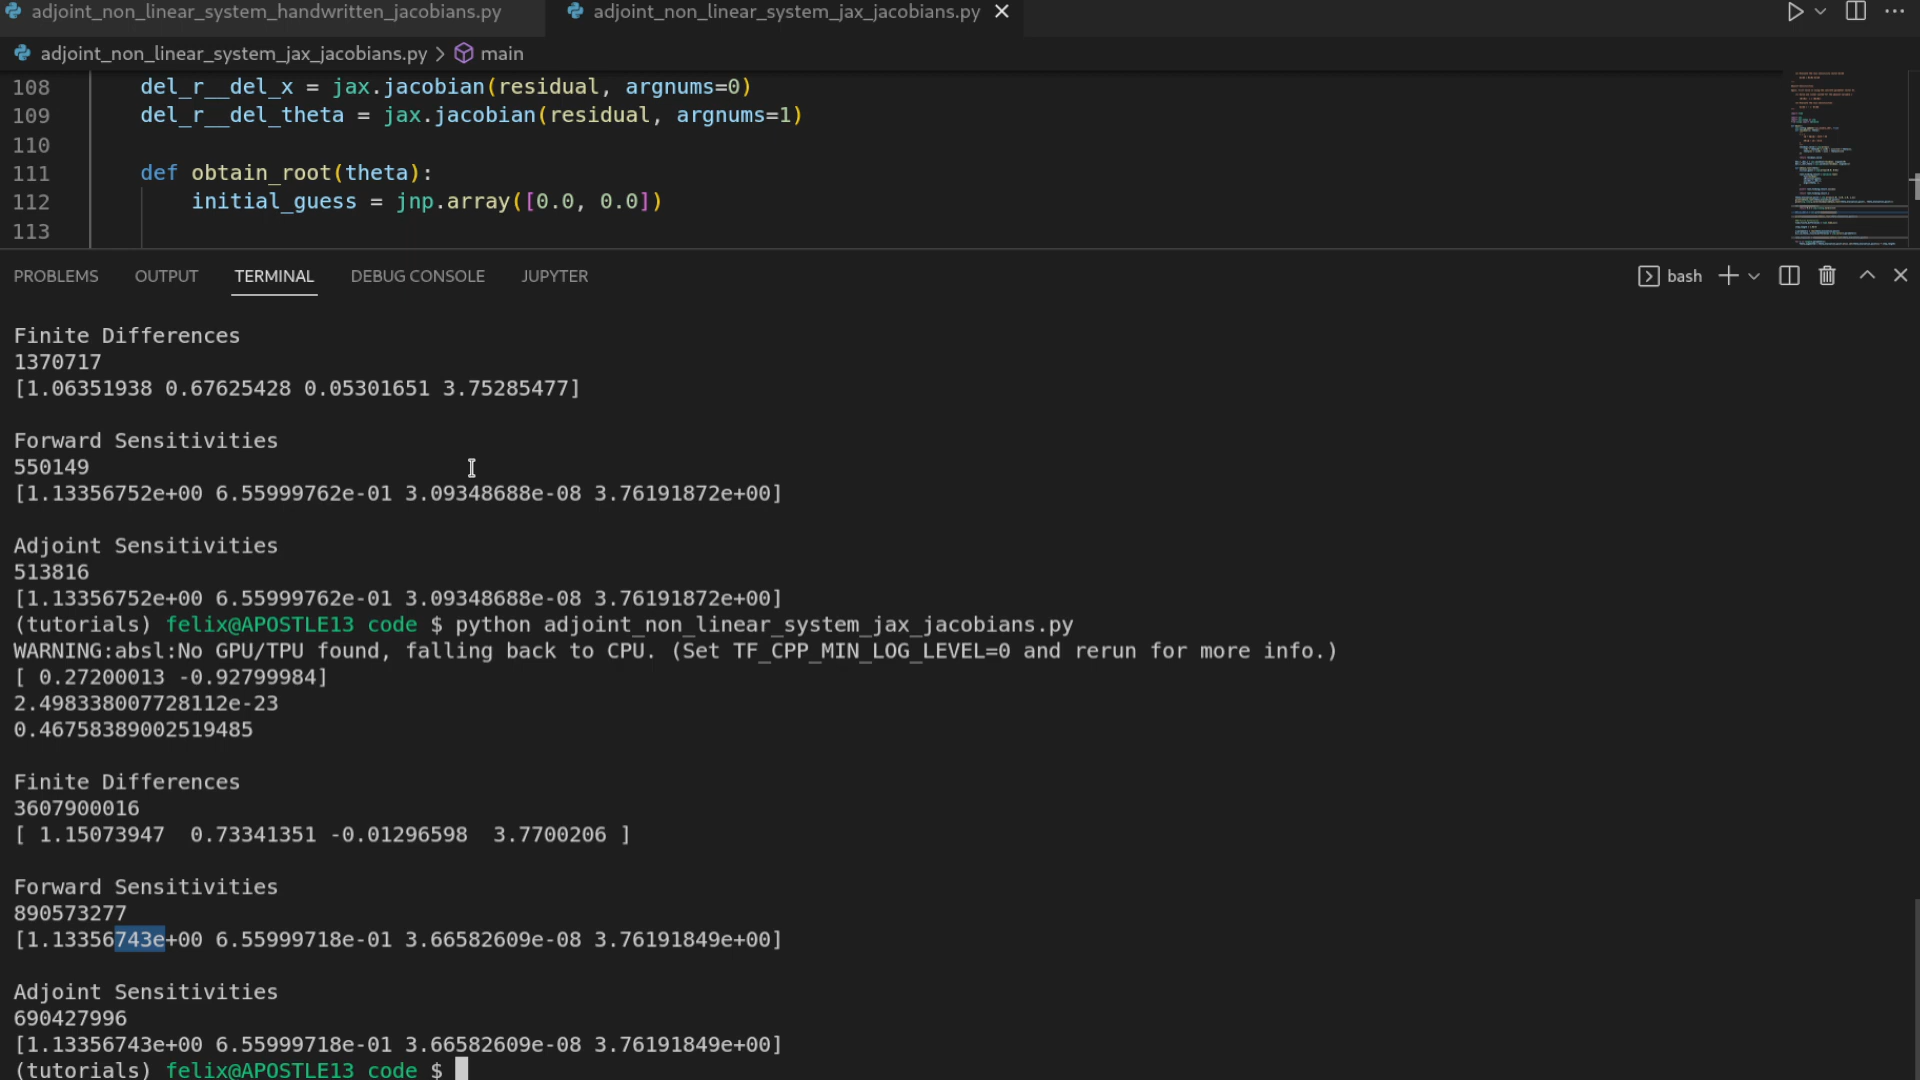 adjoint_non_linear_system_handwritten_jacobians.py
adjoint_non_linear_system_jax_jacobians.py
adjoint_non_linear_system_jax_jacobians.py > main
108 del_r__del_x = jax.jacobian(residual, argnums=0)
109 del_r__del_theta = jax.jacobian(residual, argnums=1)
110
111 def obtain_root(theta):
112 initial_guess = jnp.array([0.0, 0.0])
113
PROBLEMS OUTPUT TERMINAL DEBUG CONSOLE JUPYTER
bash
Finite Differences
1370717
[1.06351938 0.67625428 0.05301651 3.75285477]
Forward Sensitivities
550149
[1.13356752e+00 6.55999762e-01 3.09348688e-08 3.76191872e+00]
Adjoint Sensitivities
513816
[1.13356752e+00 6.55999762e-01 3.09348688e-08 3.76191872e+00]
(tutorials) felix@APOSTLE13 code $ python adjoint_non_linear_system_jax_jacobians.py
WARNING:absl:No GPU/TPU found, falling back to CPU. (Set TF_CPP_MIN_LOG_LEVEL=0 and rerun for more info.)
[ 0.27200013 -0.92799984]
2.498338007728112e-23
0.46758389002519485
Finite Differences
3607900016
[ 1.15073947  0.73341351 -0.01296598  3.7700206 ]
Forward Sensitivities
890573277
[1.13356743e+00 6.55999718e-01 3.66582609e-08 3.76191849e+00]
Adjoint Sensitivities
690427996
[1.13356743e+00 6.55999718e-01 3.66582609e-08 3.76191849e+00]
(tutorials) felix@APOSTLE13 code $